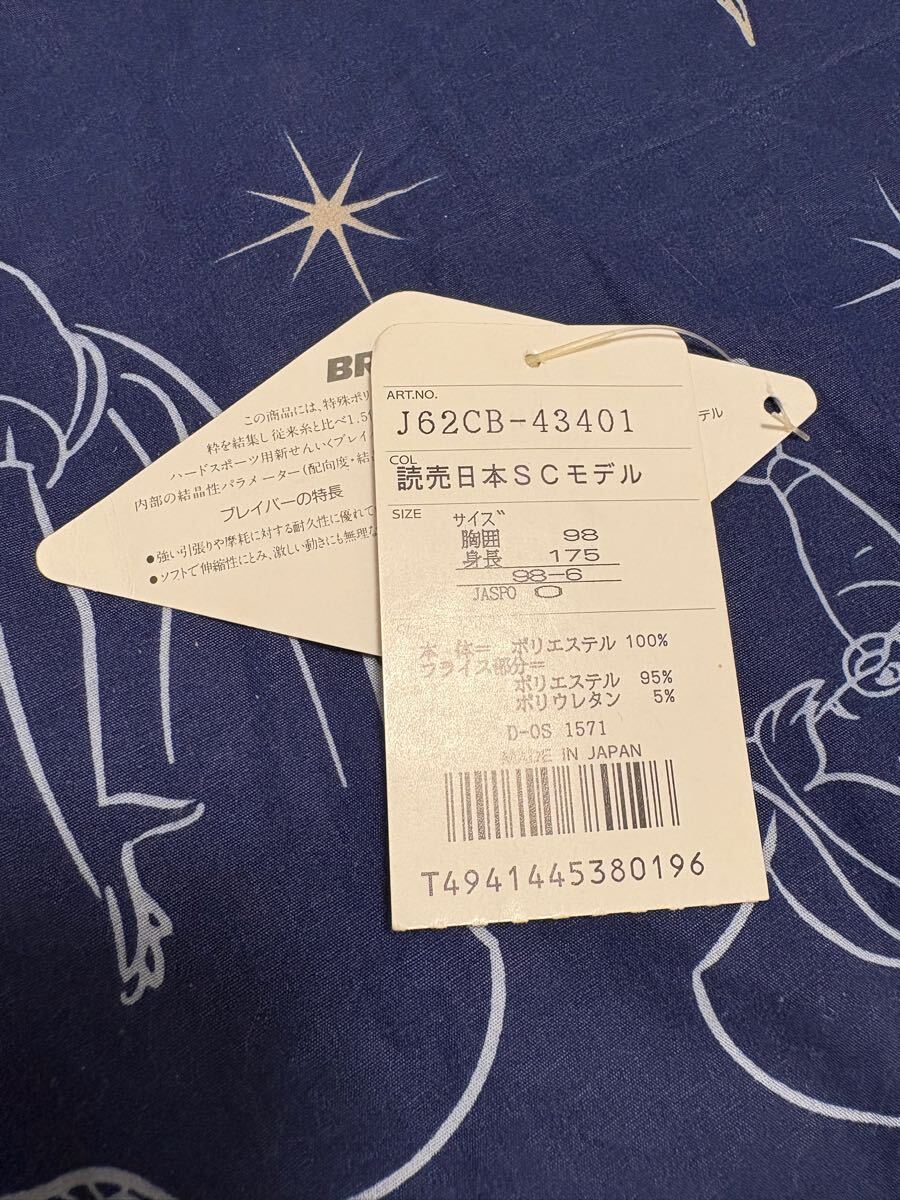 BR
この商品には、特殊ポリ
粋を結集し従来糸と比べ1.5
ハードスポーツ用新せんいくブレイ
内部の結晶性パラメーター(配向度・結
ブレイバーの特長
●強い引張りや摩耗に対する耐久性に優れて
●ソフトで伸縮性にとみ、激しい動きにも無理な
デル
ART.NO.
J62CB-43401
COL
読売日本SCモデル
SIZE
サイズ
胸囲 98
身長 175
98-6
JASPO O
本 体= ポリエステル 100%
フライス部分=
ポリエステル 95%
ポリウレタン 5%
D-OS 1571
MADE IN JAPAN
T4941445380196